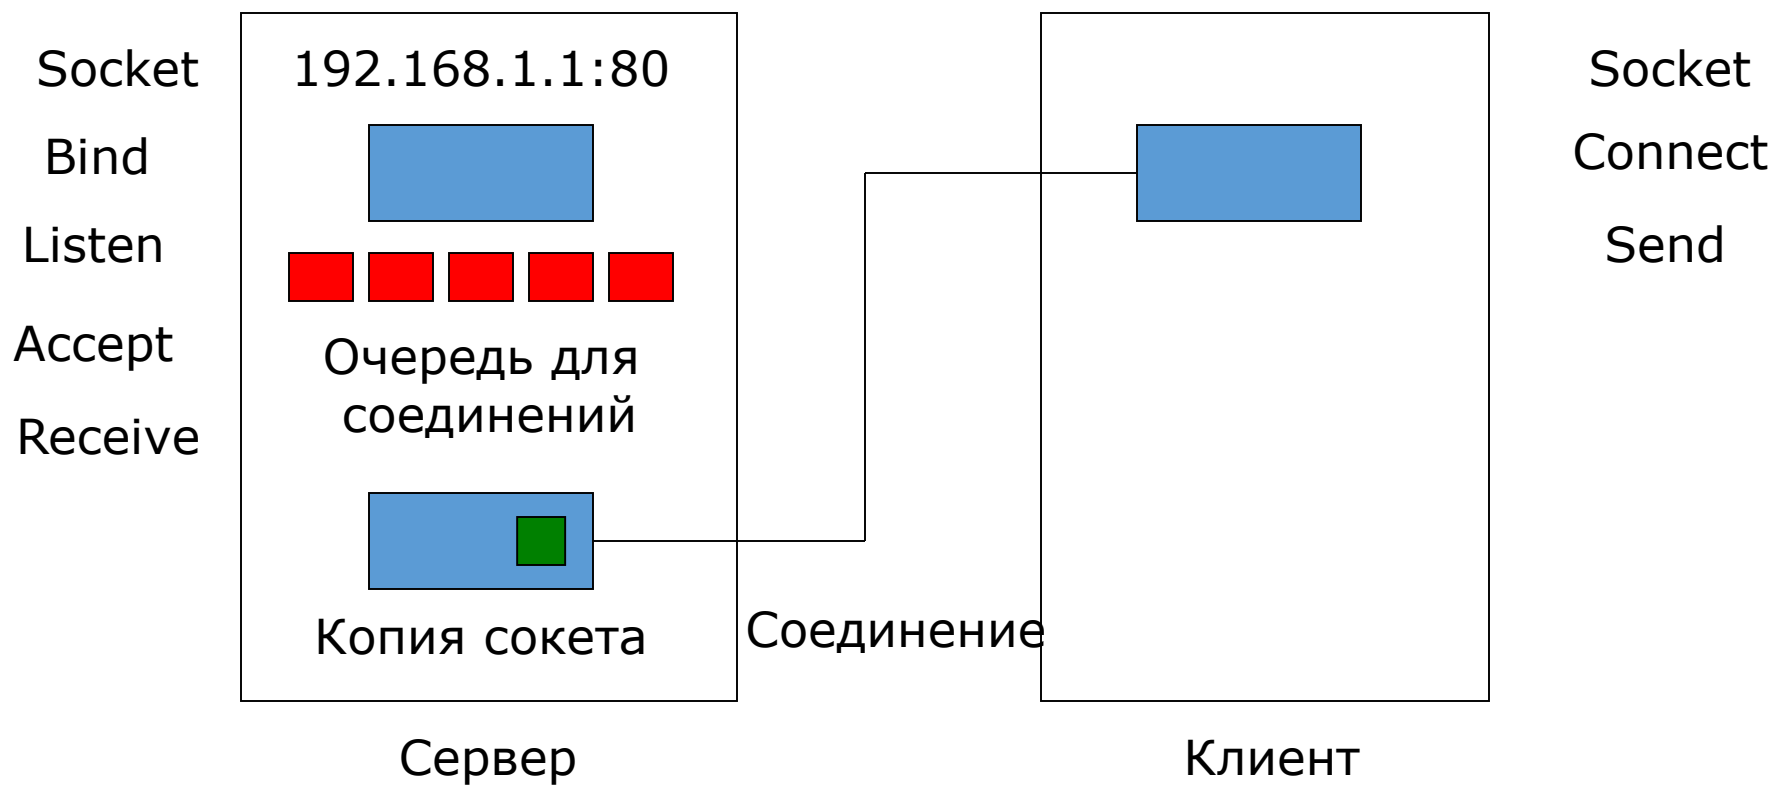 Socket
Bind
Listen
Accept
Receive
192.168.1.1:80
Очередь для
соединений
Копия сокета
Сервер
Соединение
Клиент
Socket
Connect
Send